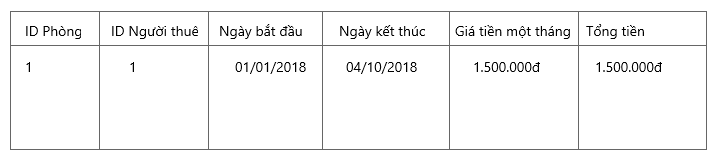 ID Phòng ID Người thuê Ngày bắt đầu Ngày kết thúc Giá tiền một tháng Tổng tiền
1 1 01/01/2018 04/10/2018 1.500.000đ 1.500.000đ